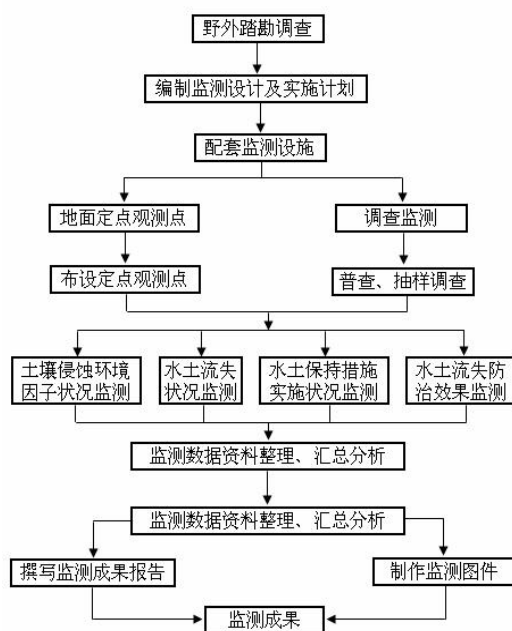 野外踏勘调查
编制监测设计及实施计划
配套监测设施
地面定点观测点
调查监测
布设定点观测点
普查、抽样调查
土壤侵蚀环境
因子状况监测
水土流失
状况监测
水土保持措施
实施状况监测
水土流失防
治效果监测
监测数据资料整理、汇总分析
监测数据资料整理、汇总分析
撰写监测成果报告
制作监测图件
监测成果